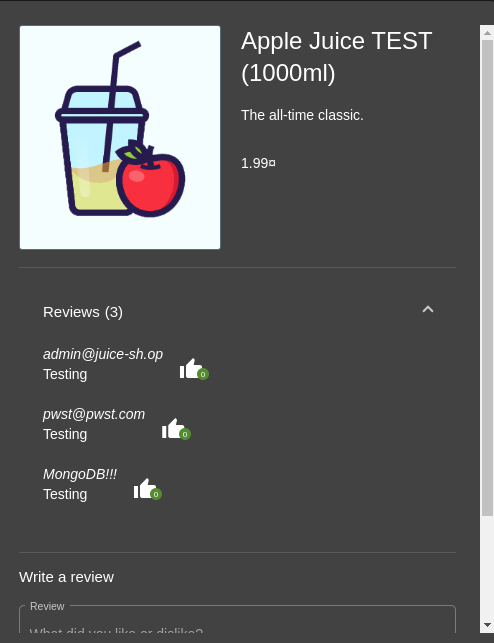 Apple Juice TEST
(1000ml)
The all-time classic.
1.99¤
Reviews (3)
admin@juice-sh.op
Testing
0
pwst@pwst.com
Testing
0
MongoDB!!!
Testing
0
Write a review
Review
What did you like or dislike?